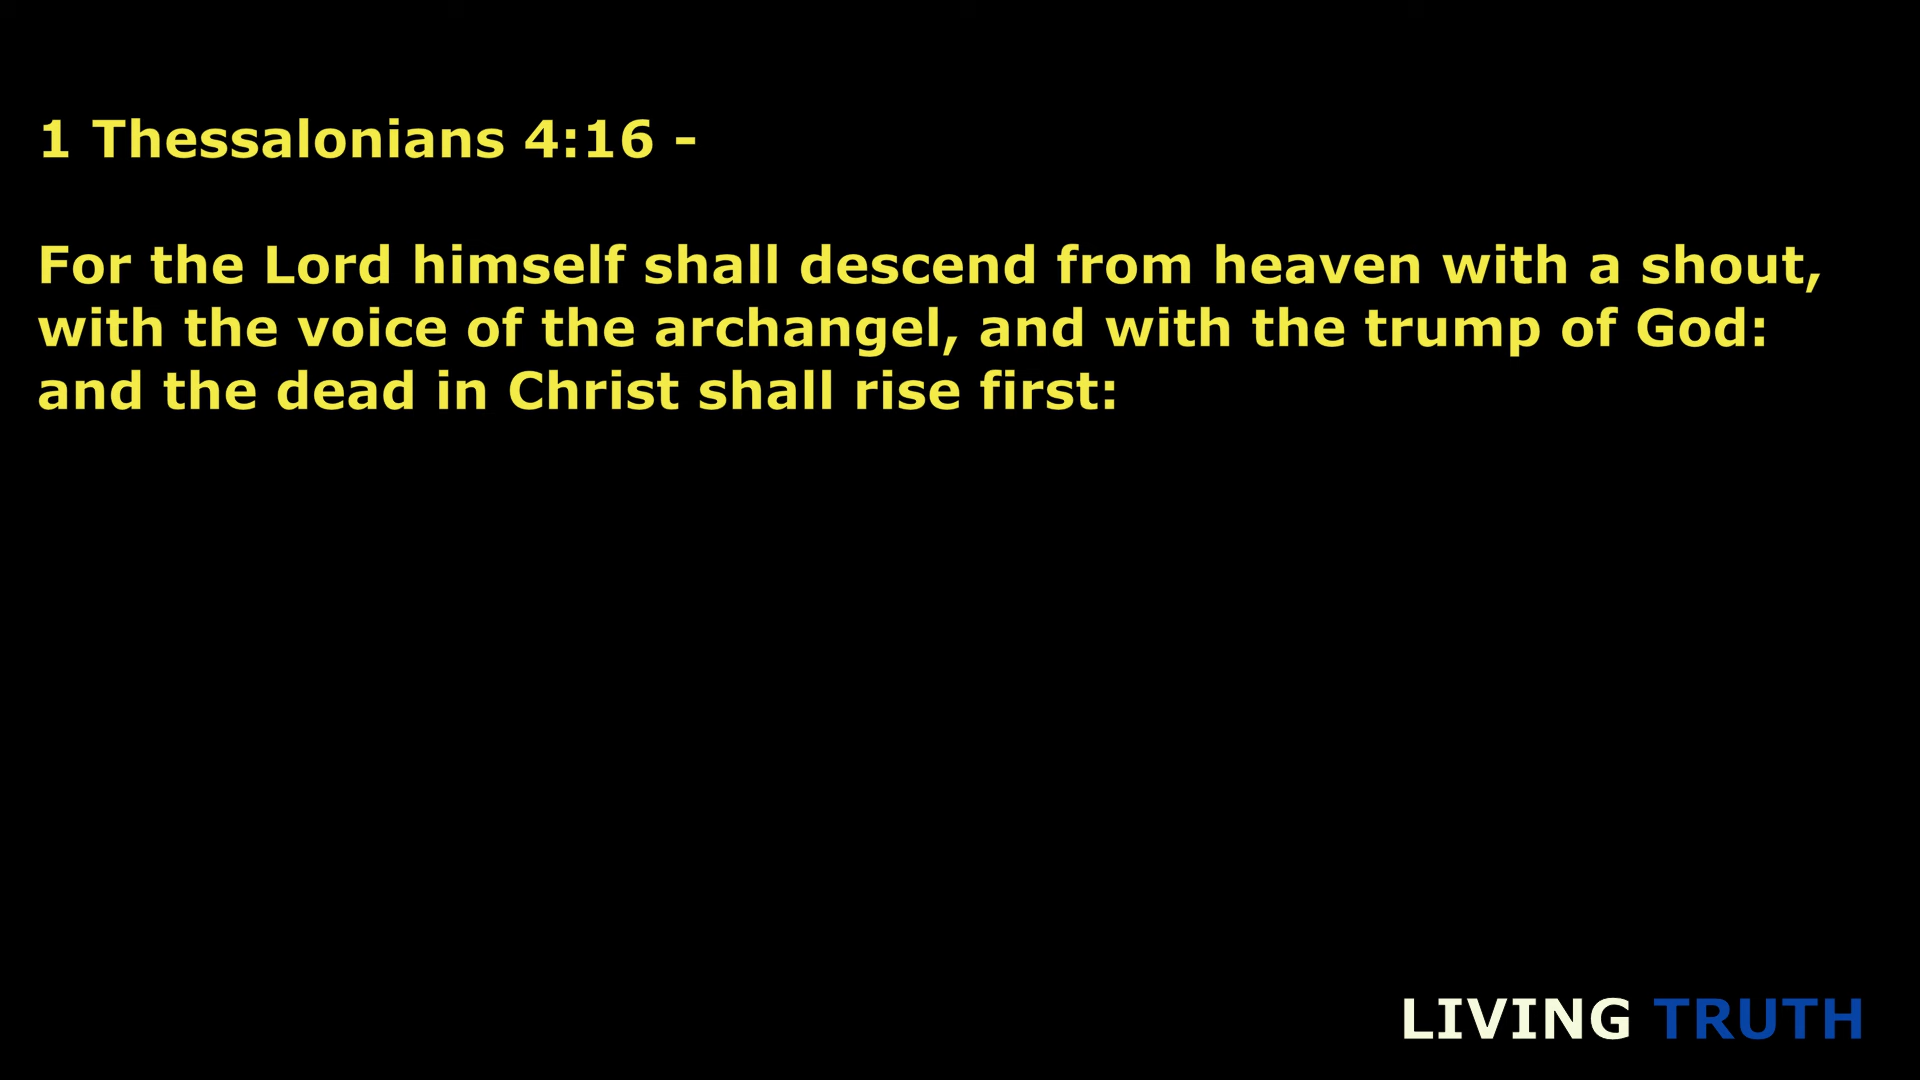 1 Thessalonians 4:16 -
For the Lord himself shall descend from heaven with a shout,
with the voice of the archangel, and with the trump of God:
and the dead in Christ shall rise first:
LIVING TRUTH